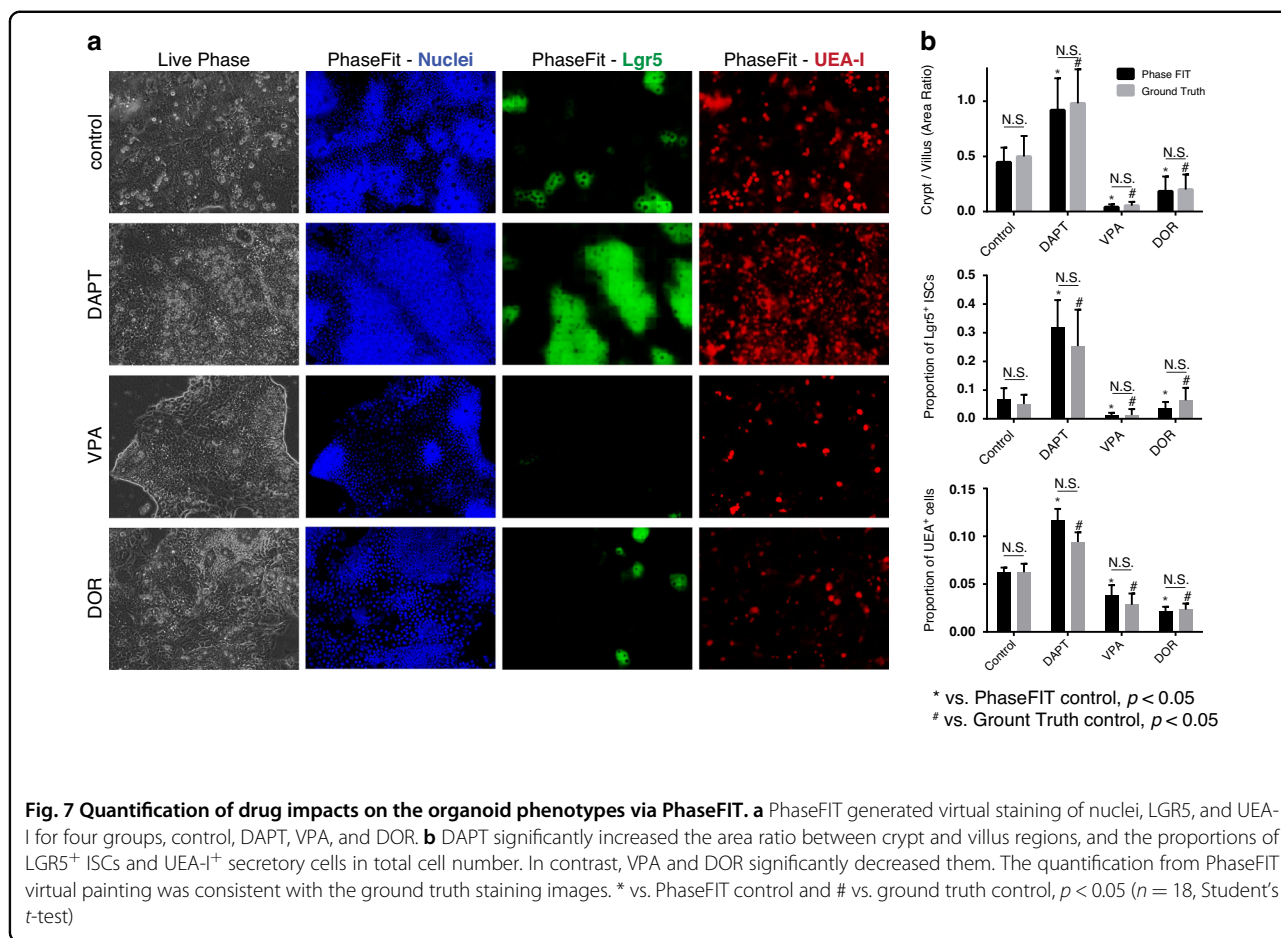 a
Live Phase
PhaseFit - Nuclei
PhaseFit - Lgr5
PhaseFit - UEA-I
control
DAPT
VPA
DOR
b
Phase FIT
Ground Truth
Crypt / Villus (Area Ratio)
1.0
0.5
0.0
N.S.
N.S.
* #
N.S.
* #
N.S.
* #
Control
DAPT
VPA
DOR
Proportion of Lgr5+ ISCs
0.5
0.4
0.3
0.2
0.1
0.0
N.S.
N.S.
* #
N.S.
* #
N.S.
* #
Control
DAPT
VPA
DOR
Proportion of UEA+ cells
0.15
0.10
0.05
0.00
N.S.
N.S.
* #
N.S.
* #
N.S.
* #
Control
DAPT
VPA
DOR
* vs. PhaseFIT control, p < 0.05
# vs. Grount Truth control, p < 0.05
Fig. 7 Quantification of drug impacts on the organoid phenotypes via PhaseFIT. a PhaseFIT generated virtual staining of nuclei, LGR5, and UEA-
I for four groups, control, DAPT, VPA, and DOR. b DAPT significantly increased the area ratio between crypt and villus regions, and the proportions of
LGR5+ ISCs and UEA-I+ secretory cells in total cell number. In contrast, VPA and DOR significantly decreased them. The quantification from PhaseFIT
virtual painting was consistent with the ground truth staining images. * vs. PhaseFIT control and # vs. ground truth control, p < 0.05 (n = 18, Student's
t-test)